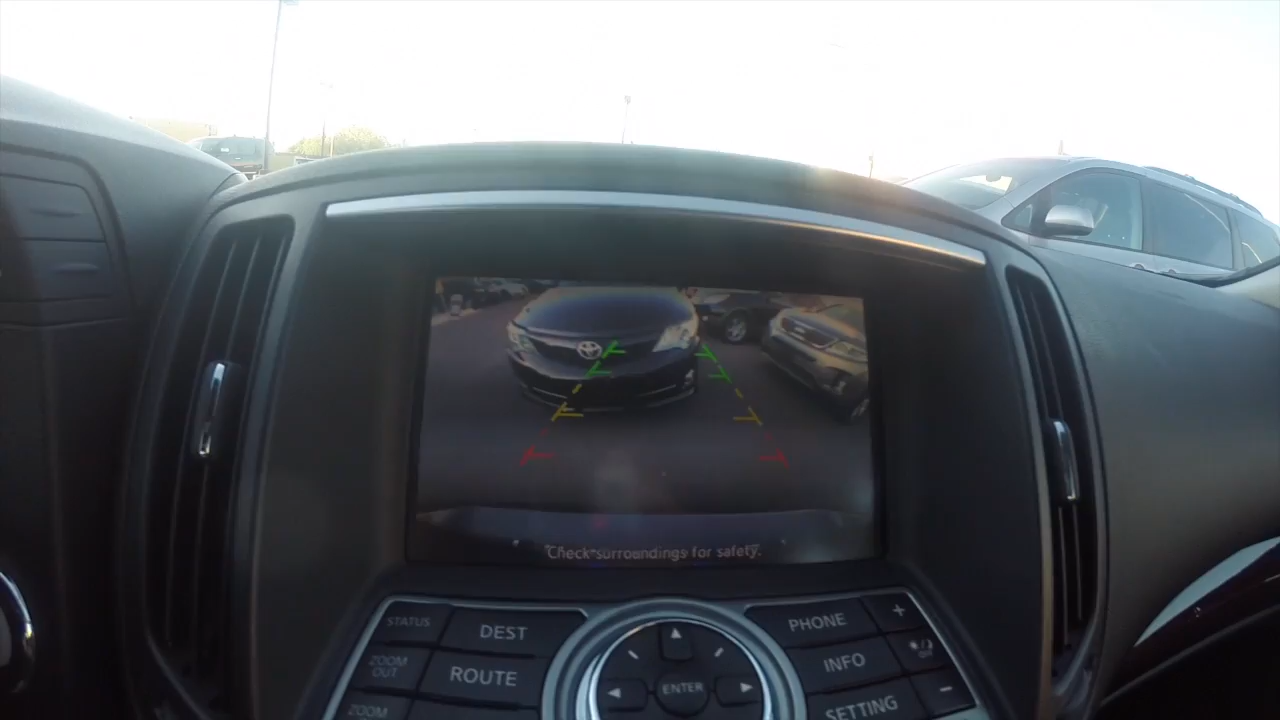 Check surroundings for safety.
STATUS
DEST
PHONE
+
ZOOM OUT
ROUTE
ENTER
INFO
ZOOM
SETTING
−